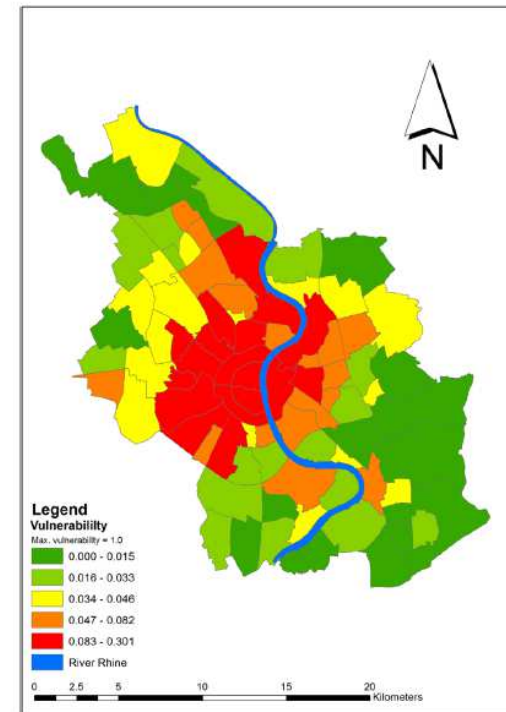 N
Legend
Vulnerabililty
Max. vulnerability = 1.0
0.000 - 0.015
0.016 - 0.033
0.034 - 0.046
0.047 - 0.082
0.083 - 0.301
River Rhine
0 2.5 5 10 15 20
Kilometers